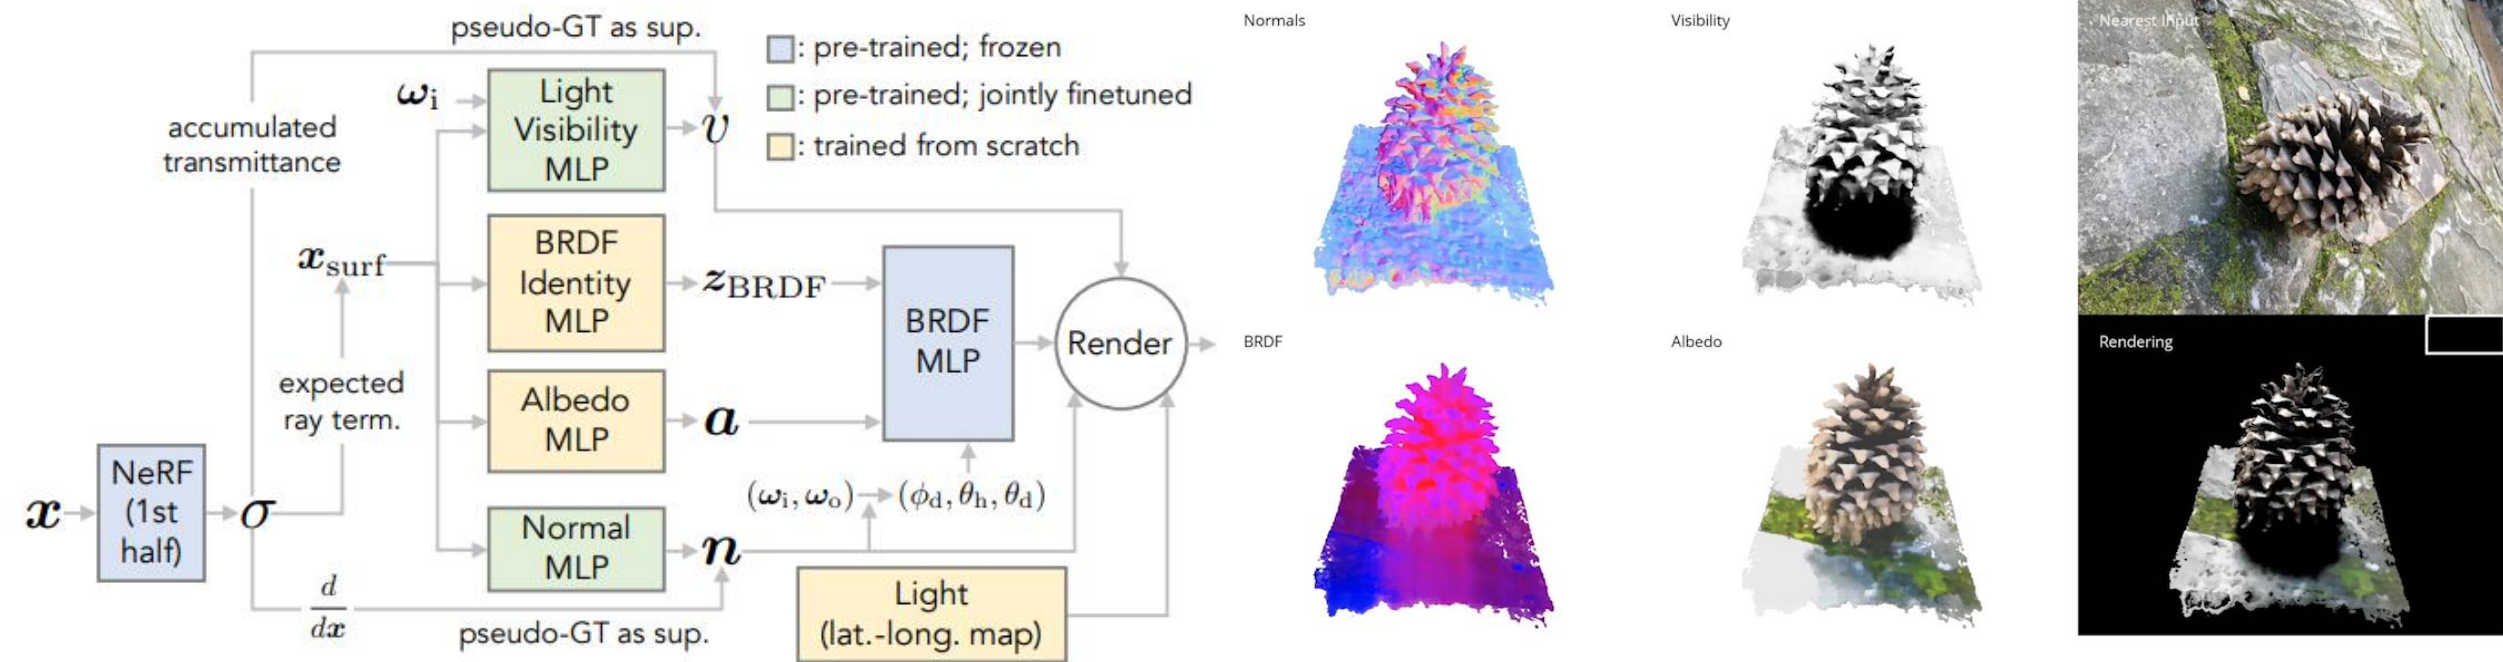 pseudo-GT as sup.
: pre-trained; frozen
: pre-trained; jointly finetuned
: trained from scratch
ωi
Light
Visibility
MLP
v
accumulated
transmittance
xsurf
BRDF
Identity
MLP
zBRDF
BRDF
MLP
Render
expected
ray term.
Albedo
MLP
a
x
NeRF
(1st
half)
σ
(ωi, ωo)
(ϕd, θh, θd)
Normal
MLP
n
d
dx
pseudo-GT as sup.
Light
(lat.-long. map)
Normals
Visibility
Nearest Input
BRDF
Albedo
Rendering